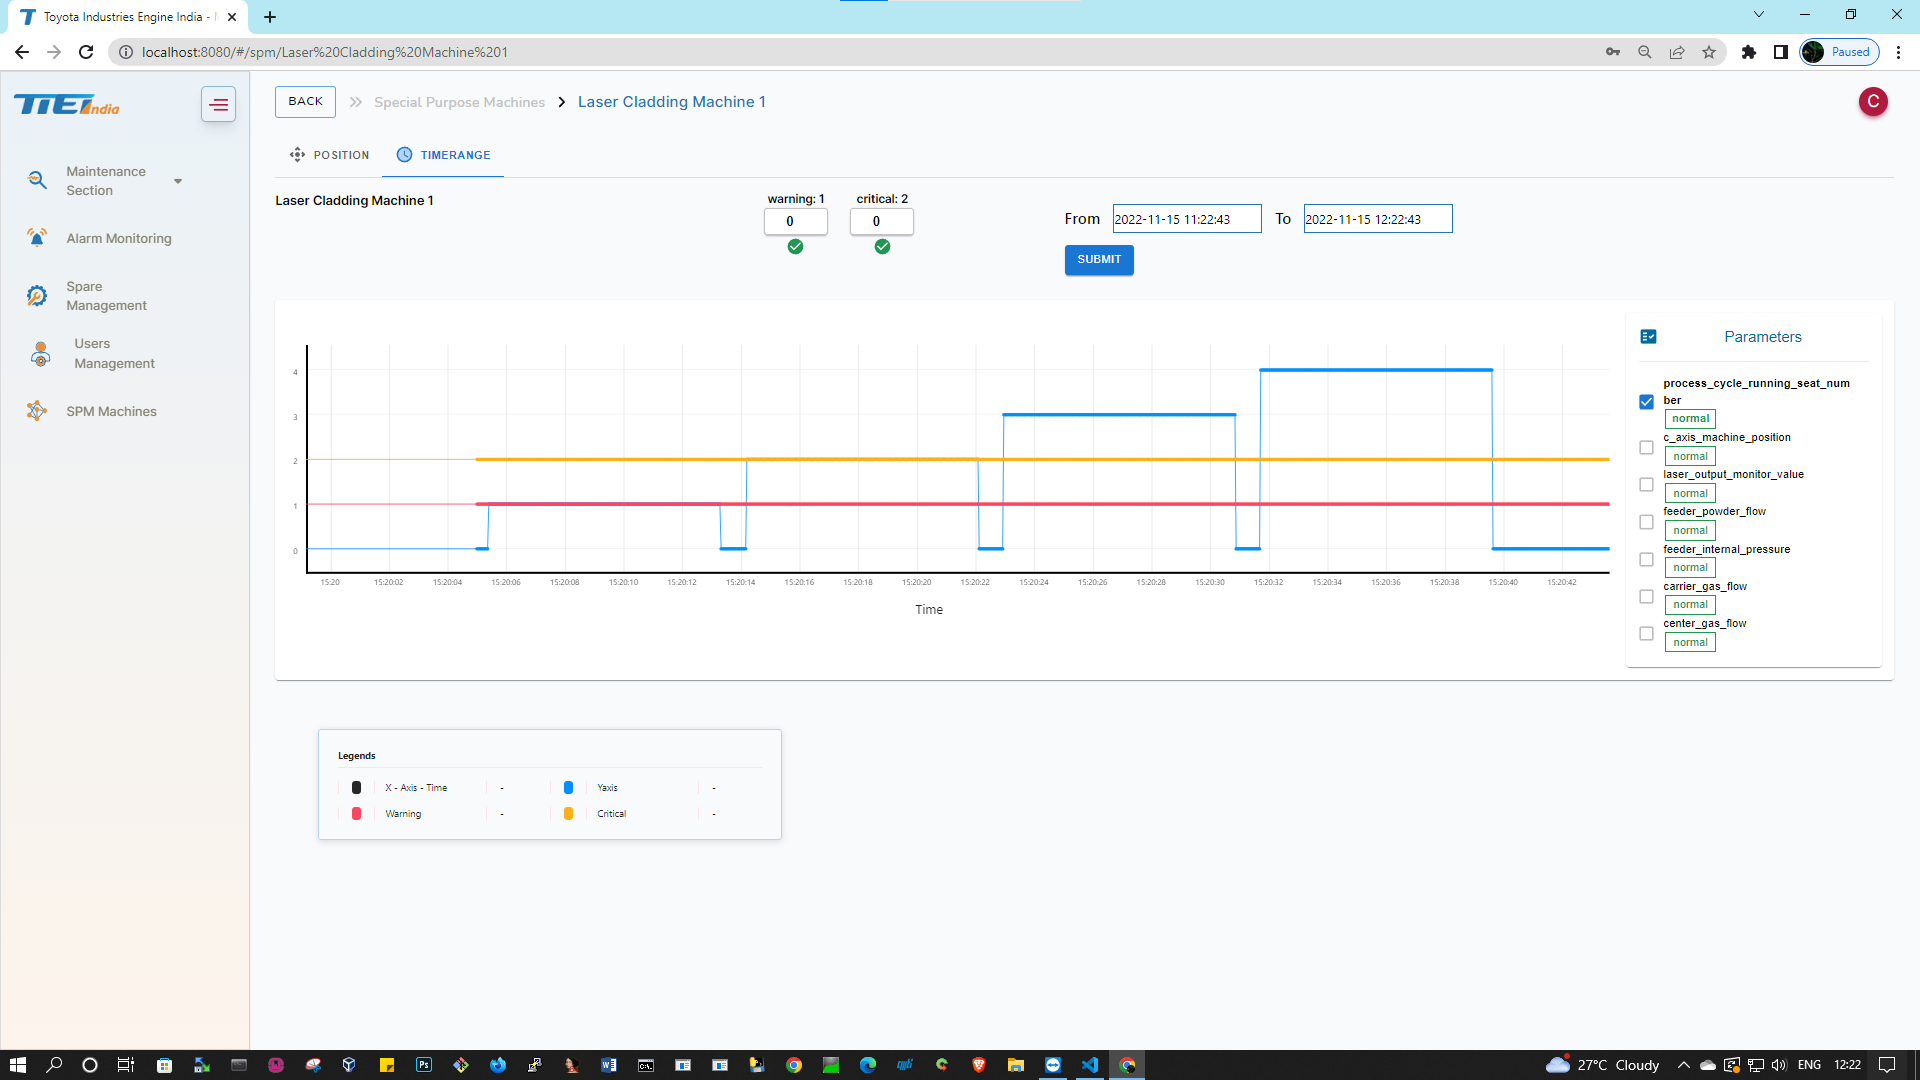 Toyota Industries Engine India -
localhost:8080/#/spm/Laser%20Cladding%20Machine%201
Paused
TIEI India
BACK
Special Purpose Machines
Laser Cladding Machine 1
C
Maintenance
Section
Alarm Monitoring
Spare
Management
Users
Management
SPM Machines
POSITION
TIMERANGE
Laser Cladding Machine 1
warning: 1
critical: 2
0
0
From
2022-11-15 11:22:43
To
2022-11-15 12:22:43
SUBMIT
4
3
2
1
0
15:20 15:20:02 15:20:04 15:20:06 15:20:08 15:20:10 15:20:12 15:20:14 15:20:16 15:20:18 15:20:20 15:20:22 15:20:24 15:20:26 15:20:28 15:20:30 15:20:32 15:20:34 15:20:36 15:20:38 15:20:40 15:20:42
Time
Parameters
process_cycle_running_seat_num
ber
normal
c_axis_machine_position
normal
laser_output_monitor_value
normal
feeder_powder_flow
normal
feeder_internal_pressure
normal
carrier_gas_flow
normal
center_gas_flow
normal
Legends
X - Axis - Time - Yaxis -
Warning - Critical -
27°C Cloudy
ENG
12:22